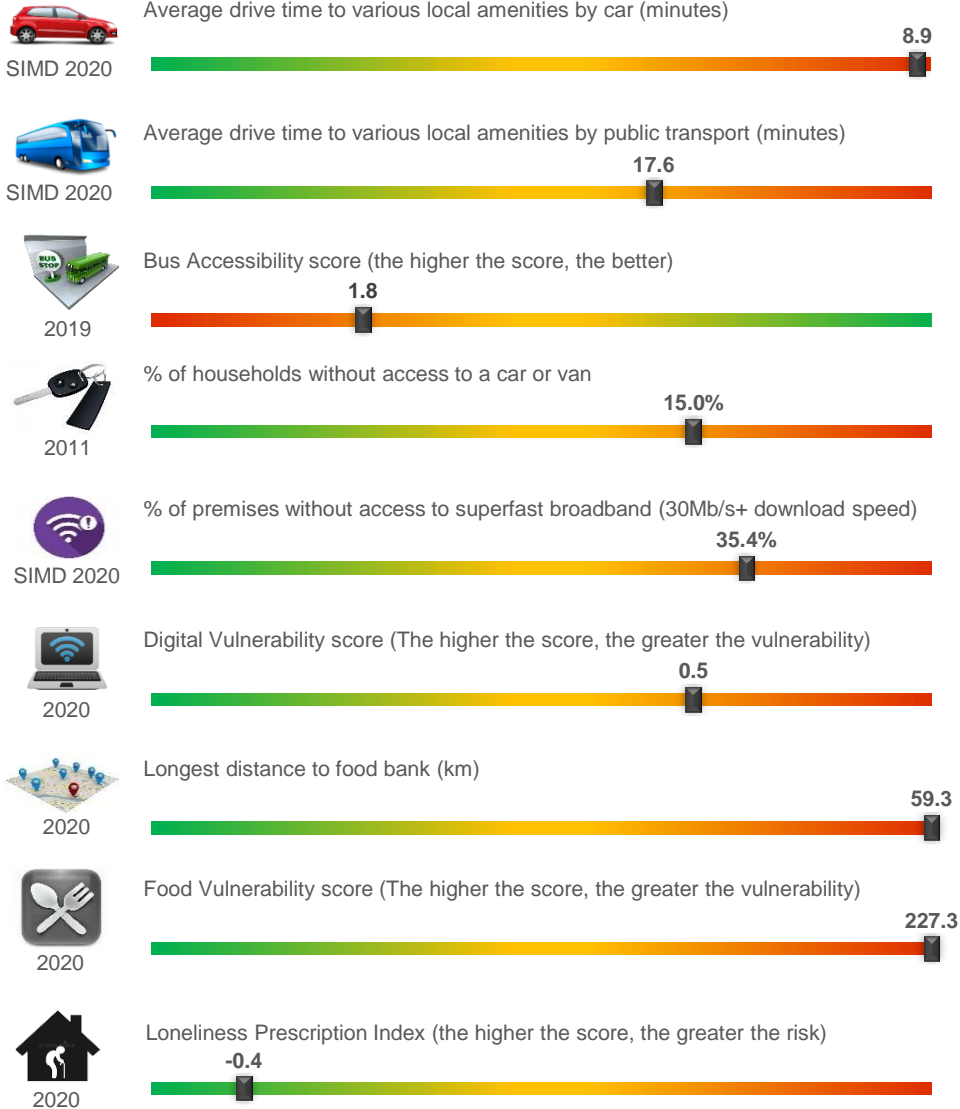 Average drive time to various local amenities by car (minutes)
8.9
SIMD 2020
Average drive time to various local amenities by public transport (minutes)
17.6
SIMD 2020
Bus Accessibility score (the higher the score, the better)
BUS
STOP
1.8
2019
% of households without access to a car or van
15.0%
2011
% of premises without access to superfast broadband (30Mb/s+ download speed)
35.4%
SIMD 2020
Digital Vulnerability score (The higher the score, the greater the vulnerability)
0.5
2020
Longest distance to food bank (km)
59.3
2020
Food Vulnerability score (The higher the score, the greater the vulnerability)
227.3
2020
Loneliness Prescription Index (the higher the score, the greater the risk)
-0.4
2020